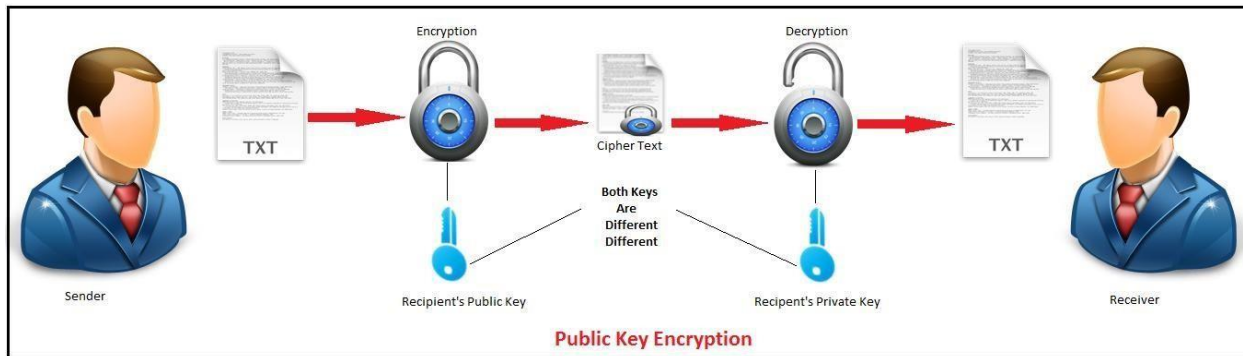 Encryption
Decryption
TXT
Cipher Text
TXT
Both Keys
Are
Different
Different
Sender
Recipient's Public Key
Recipent's Private Key
Receiver
Public Key Encryption